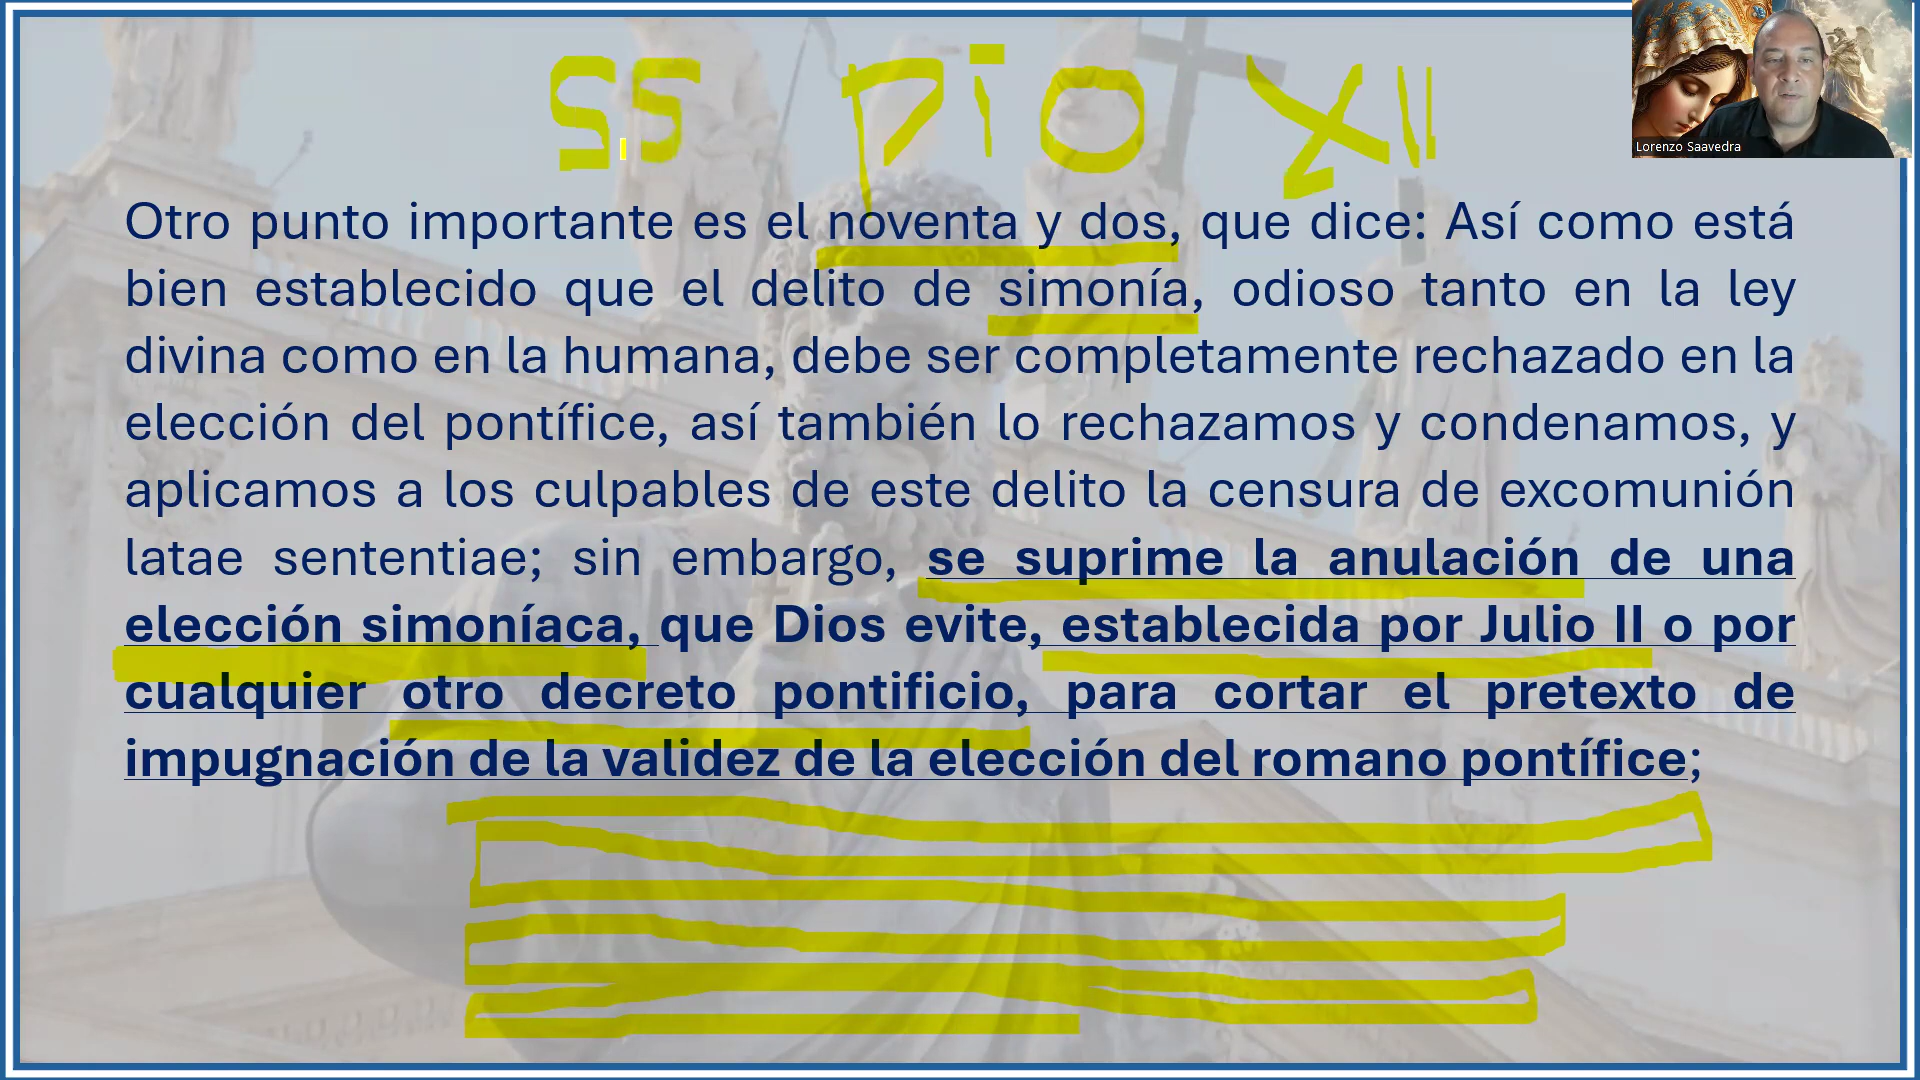 SS PIO XII
Lorenzo Saavedra
Otro punto importante es el noventa y dos, que dice: Así como está
bien establecido que el delito de simonía, odioso tanto en la ley
divina como en la humana, debe ser completamente rechazado en la
elección del pontífice, así también lo rechazamos y condenamos, y
aplicamos a los culpables de este delito la censura de excomunión
latae sententiae; sin embargo, se suprime la anulación de una
elección simoníaca, que Dios evite, establecida por Julio II o por
cualquier otro decreto pontificio, para cortar el pretexto de
impugnación de la validez de la elección del romano pontífice;